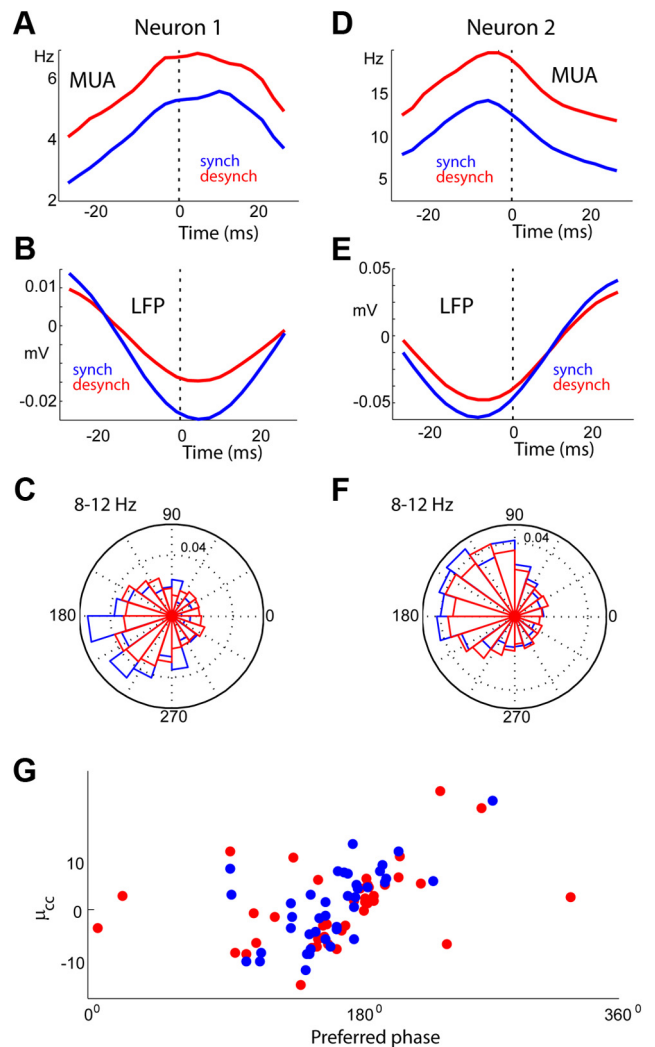 A Neuron 1 D Neuron 2
Hz
6
4
2
MUA
synch
desynch
-20 0 20
Time (ms)
Hz
15
10
5
MUA
synch
desynch
-20 0 20
Time (ms)
B
0.01
0
mV
-0.02
LFP
synch
desynch
-20 0 20
Time (ms)
E
0.05
mV
0
-0.05
LFP
synch
desynch
-20 0 20
Time (ms)
C
8-12 Hz
90
0.04
180
0
270
F
8-12 Hz
90
0.04
180
0
270
G
μcc
10
0
-10
0⁰ 180⁰ 360⁰
Preferred phase